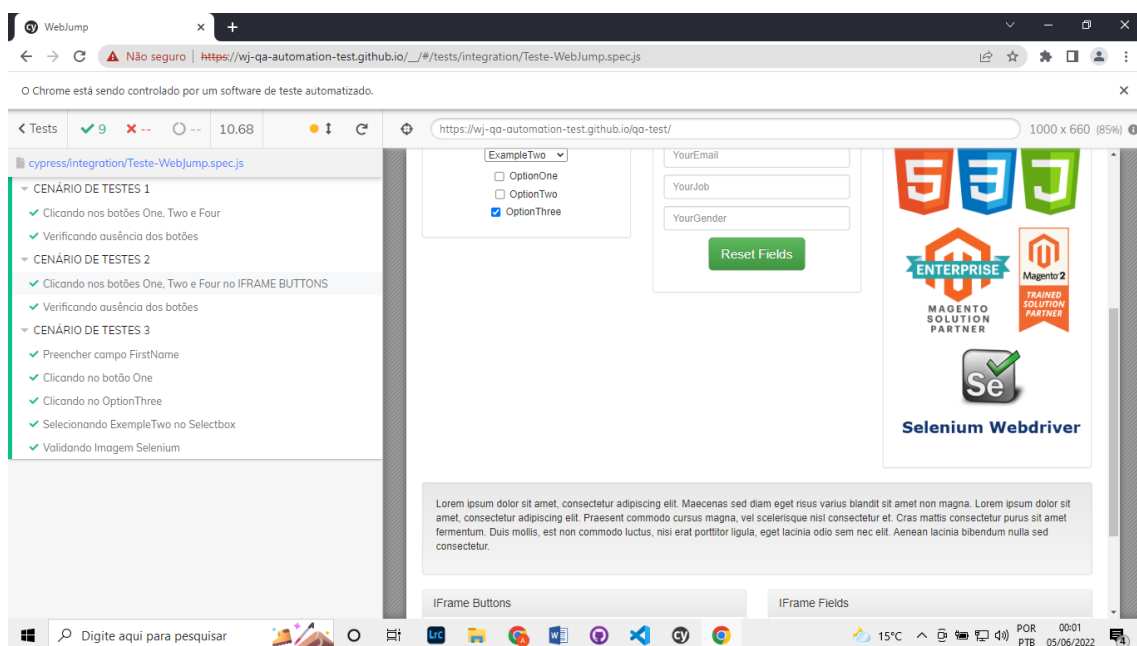 WebJump
Não seguro | https://wj-qa-automation-test.github.io/__/#/tests/integration/Teste-WebJump.spec.js
O Chrome está sendo controlado por um software de teste automatizado.
Tests 9 -- -- 10.68
https://wj-qa-automation-test.github.io/qa-test/
1000 x 660 (85%)
cypress/integration/Teste-WebJump.spec.js
CENÁRIO DE TESTES 1
Clicando nos botões One, Two e Four
Verificando ausência dos botões
CENÁRIO DE TESTES 2
Clicando nos botões One, Two e Four no IFRAME BUTTONS
Verificando ausência dos botões
CENÁRIO DE TESTES 3
Preencher campo FirstName
Clicando no botão One
Clicando no OptionThree
Selecionando ExempleTwo no Selectbox
Validando Imagem Selenium
ExampleTwo
OptionOne
OptionTwo
OptionThree
YourEmail
YourJob
YourGender
Reset Fields
ENTERPRISE
MAGENTO
SOLUTION
PARTNER
Magento 2
TRAINED
SOLUTION
PARTNER
Se
Selenium Webdriver
Lorem ipsum dolor sit amet, consectetur adipiscing elit. Maecenas sed diam eget risus varius blandit sit amet non magna. Lorem ipsum dolor sit
amet, consectetur adipiscing elit. Praesent commodo cursus magna, vel scelerisque nisl consectetur et. Cras mattis consectetur purus sit amet
fermentum. Duis mollis, est non commodo luctus, nisi erat porttitor ligula, eget lacinia odio sem nec elit. Aenean lacinia bibendum nulla sed
consectetur.
IFrame Buttons
IFrame Fields
Digite aqui para pesquisar
Lrc
15°C
POR
PTB
00:01
05/06/2022
4